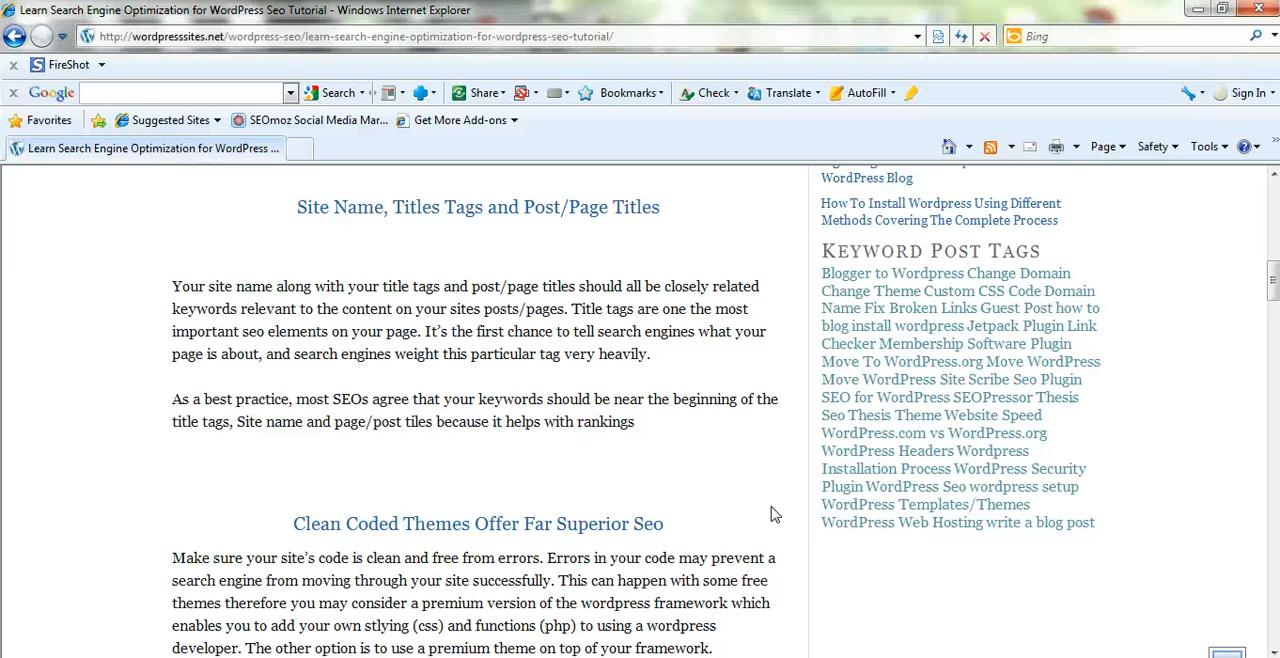 Learn Search Engine Optimization for WordPress Seo Tutorial - Windows Internet Explorer
http://wordpresssites.net/wordpress-seo/learn-search-engine-optimization-for-wordpress-seo-tutorial/
Bing
x FireShot
x Google Search Share Bookmarks Check Translate AutoFill Sign In
Favorites Suggested Sites SEOmoz Social Media Mar... Get More Add-ons
Learn Search Engine Optimization for WordPress ... Page Safety Tools
Site Name, Titles Tags and Post/Page Titles
Your site name along with your title tags and post/page titles should all be closely related
keywords relevant to the content on your sites posts/pages. Title tags are one the most
important seo elements on your page. It's the first chance to tell search engines what your
page is about, and search engines weight this particular tag very heavily.
As a best practice, most SEOs agree that your keywords should be near the beginning of the
title tags, Site name and page/post tiles because it helps with rankings
Clean Coded Themes Offer Far Superior Seo
Make sure your site's code is clean and free from errors. Errors in your code may prevent a
search engine from moving through your site successfully. This can happen with some free
themes therefore you may consider a premium version of the wordpress framework which
enables you to add your own stlying (css) and functions (php) to using a wordpress
developer. The other option is to use a premium theme on top of your framework.
WordPress Blog
How To Install Wordpress Using Different
Methods Covering The Complete Process
Keyword Post Tags
Blogger to Wordpress Change Domain
Change Theme Custom CSS Code Domain
Name Fix Broken Links Guest Post how to
blog install wordpress Jetpack Plugin Link
Checker Membership Software Plugin
Move To WordPress.org Move WordPress
Move WordPress Site Scribe Seo Plugin
SEO for WordPress SEOPressor Thesis
Seo Thesis Theme Website Speed
WordPress.com vs WordPress.org
WordPress Headers Wordpress
Installation Process WordPress Security
Plugin WordPress Seo wordpress setup
WordPress Templates/Themes
WordPress Web Hosting write a blog post